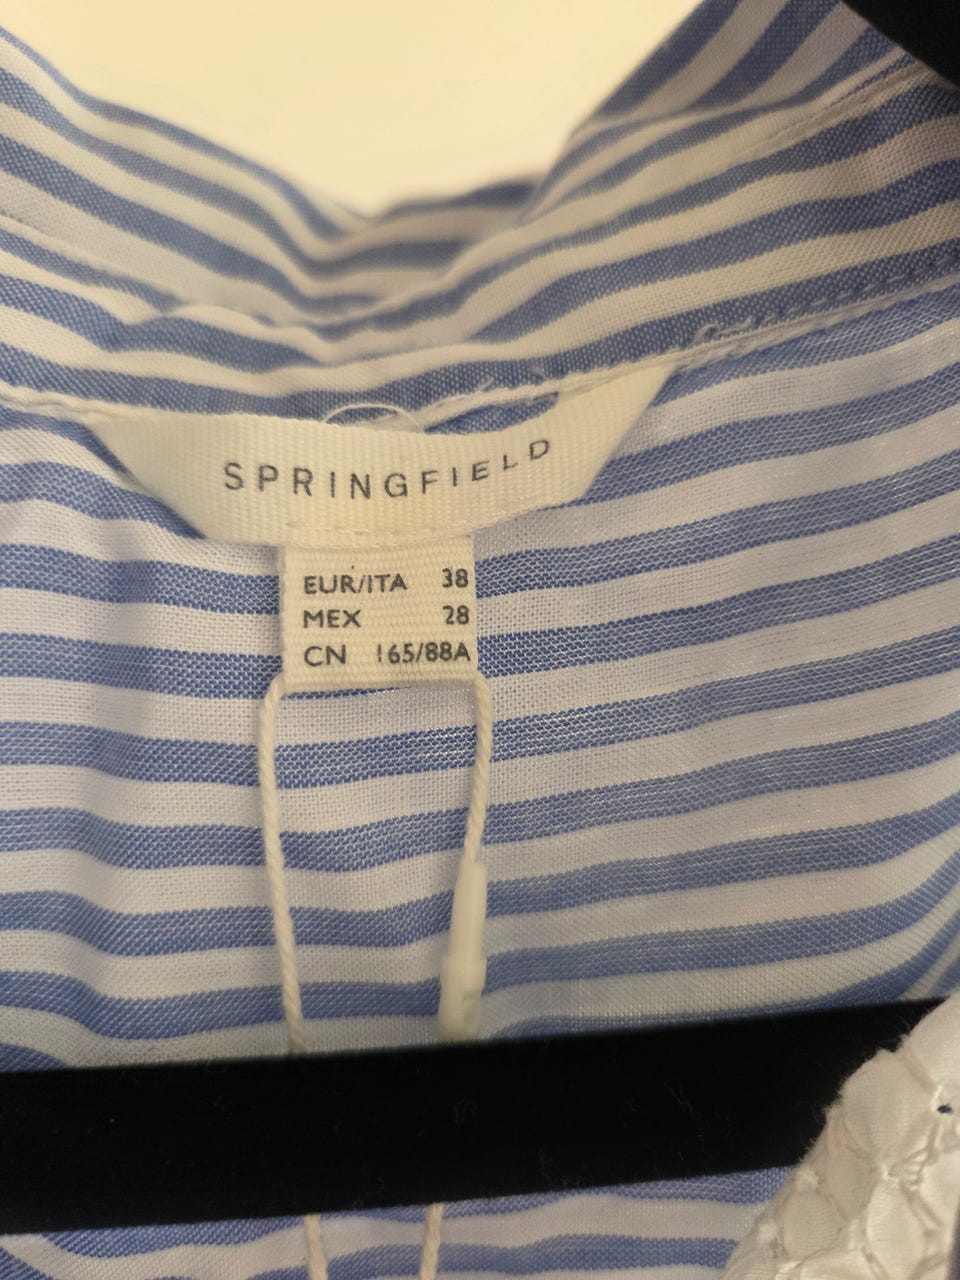 SPRINGFIELD
EUR/ITA 38
MEX 28
CN 165/88A